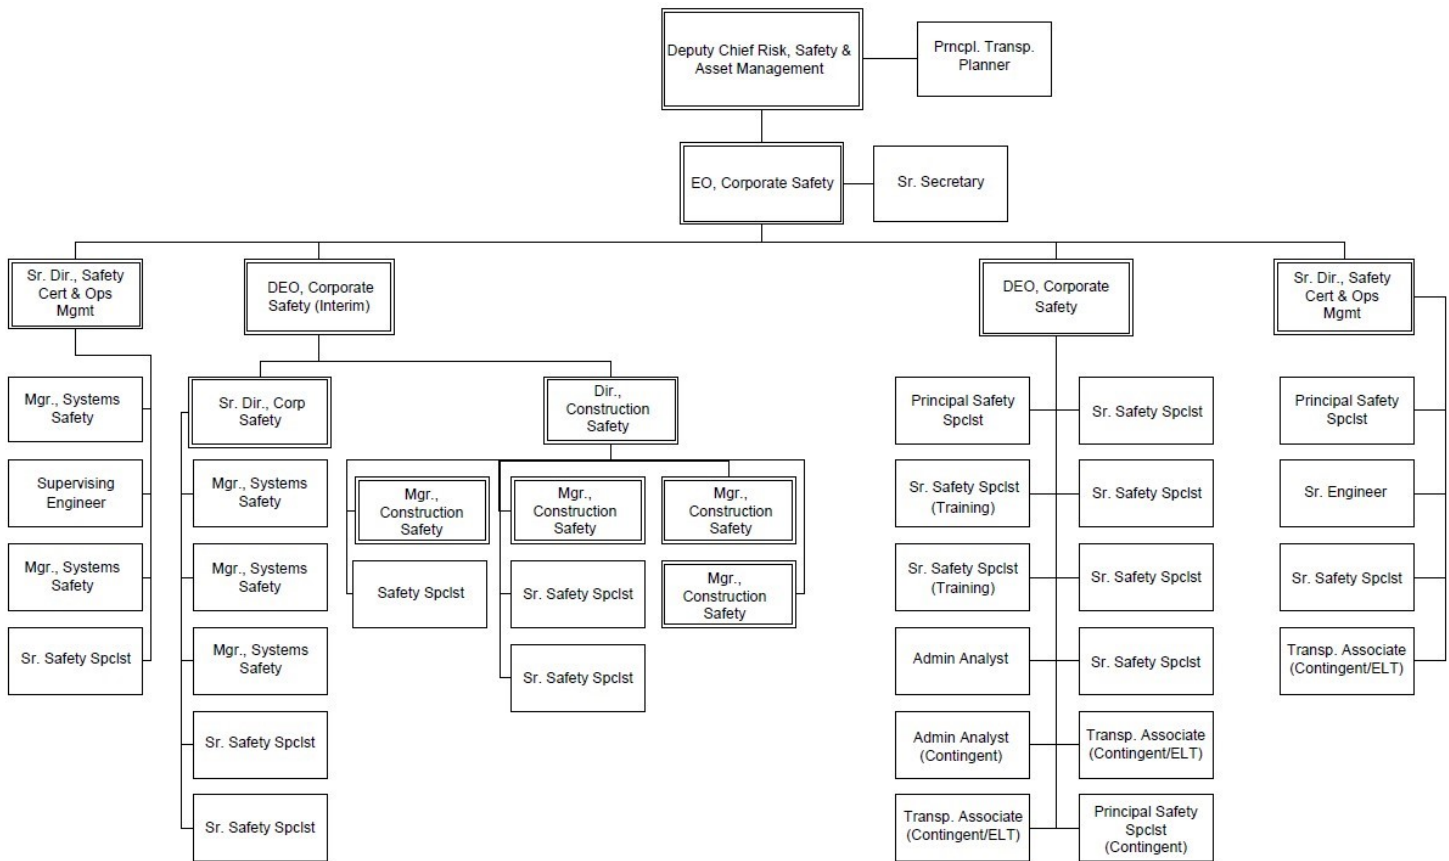 Deputy Chief Risk, Safety &
Asset Management
Prncpl. Transp.
Planner
EO, Corporate Safety
Sr. Secretary
Sr. Dir., Safety
Cert & Ops
Mgmt
DEO, Corporate
Safety (Interim)
DEO, Corporate
Safety
Sr. Dir., Safety
Cert & Ops
Mgmt
Mgr., Systems
Safety
Supervising
Engineer
Mgr., Systems
Safety
Sr. Safety Spclst
Sr. Dir., Corp
Safety
Mgr., Systems
Safety
Mgr., Systems
Safety
Mgr., Systems
Safety
Sr. Safety Spclst
Sr. Safety Spclst
Dir.,
Construction
Safety
Mgr.,
Construction
Safety
Safety Spclst
Mgr.,
Construction
Safety
Sr. Safety Spclst
Sr. Safety Spclst
Mgr.,
Construction
Safety
Mgr.,
Construction
Safety
Principal Safety
Spclst
Sr. Safety Spclst
(Training)
Sr. Safety Spclst
(Training)
Admin Analyst
Admin Analyst
(Contingent)
Transp. Associate
(Contingent/ELT)
Sr. Safety Spclst
Sr. Safety Spclst
Sr. Safety Spclst
Sr. Safety Spclst
Transp. Associate
(Contingent/ELT)
Principal Safety
Spclst
(Contingent)
Principal Safety
Spclst
Sr. Engineer
Sr. Safety Spclst
Transp. Associate
(Contingent/ELT)